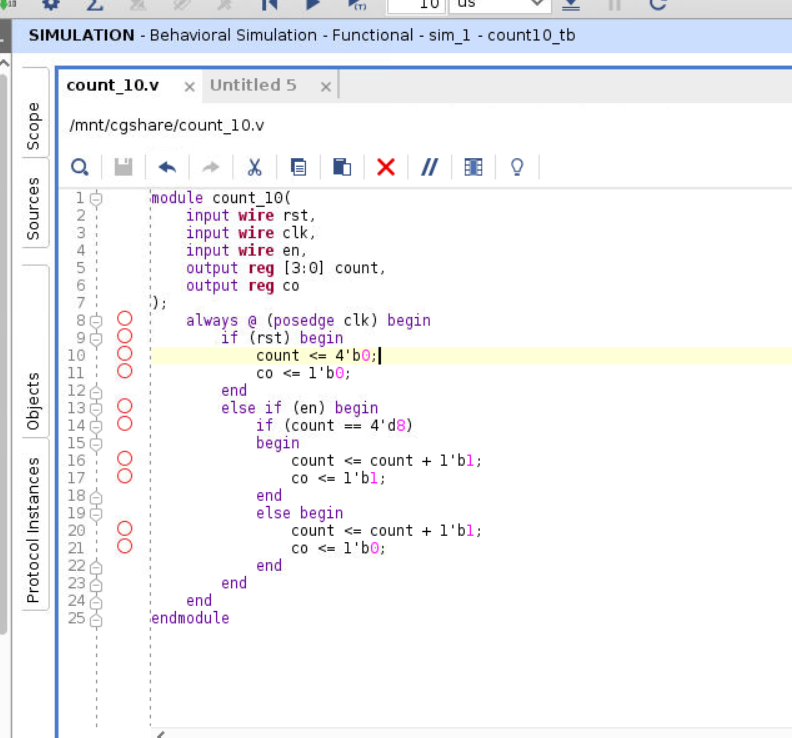 10 us
SIMULATION - Behavioral Simulation - Functional - sim_1 - count10_tb
count_10.v × Untitled 5 ×
/mnt/cgshare/count_10.v
Scope
Sources
Objects
Protocol Instances
1 module count_10(
2     input wire rst,
3     input wire clk,
4     input wire en,
5     output reg [3:0] count,
6     output reg co
7 );
8     always @ (posedge clk) begin
9         if (rst) begin
10             count <= 4'b0;
11             co <= 1'b0;
12         end
13         else if (en) begin
14             if (count == 4'd8)
15             begin
16                 count <= count + 1'b1;
17                 co <= 1'b1;
18             end
19             else begin
20                 count <= count + 1'b1;
21                 co <= 1'b0;
22             end
23         end
24     end
25 endmodule